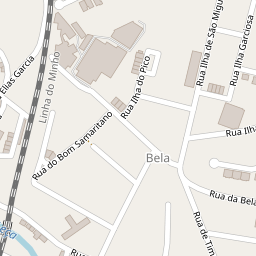 Elias Garcia
Linha do Minho
Rua Ilha do Pico
Rua Ilha de São Migu
Rua Ilha Garciosa
Rua do Bom Samaritano
Rua Ilha
Bela
Rua da Bela
Rua de Tim